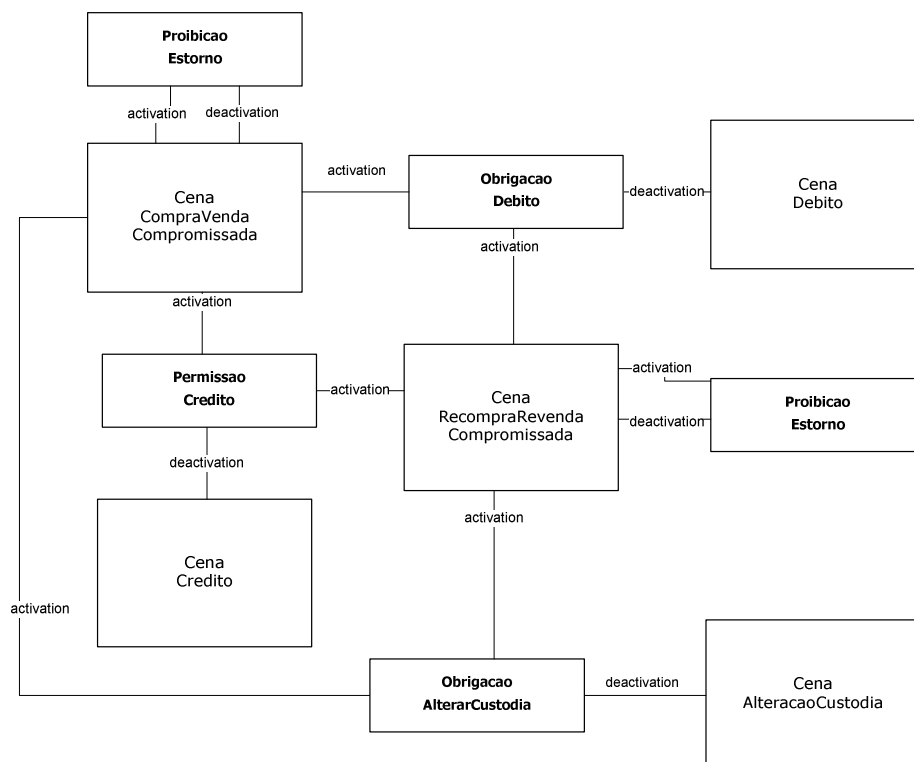 Proibicao
Estorno
activation
deactivation
Cena
CompraVenda
Compromissada
activation
Obrigacao
Debito
deactivation
Cena
Debito
activation
activation
Permissao
Credito
activation
Cena
RecompraRevenda
Compromissada
activation
deactivation
Proibicao
Estorno
deactivation
Cena
Credito
activation
activation
Obrigacao
AlterarCustodia
deactivation
Cena
AlteracaoCustodia